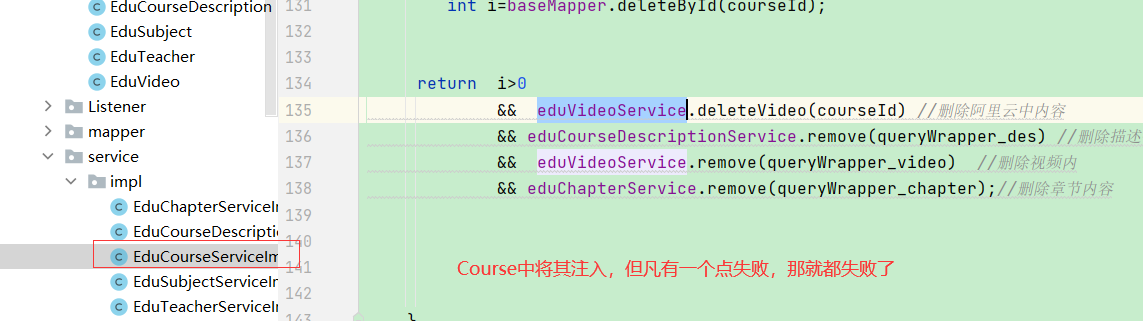 EduCourseDescription
EduSubject
EduTeacher
EduVideo
Listener
mapper
service
impl
EduChapterServiceIn
EduCourseDescripti
EduCourseServiceIm
EduSubjectServiceIn
EduTeacherServiceIn
131 int i=baseMapper.deleteById(courseId);
132
133
134 return i>0
135 && eduVideoService.deleteVideo(courseId) //删除阿里云中内容
136 && eduCourseDescriptionService.remove(queryWrapper_des) //删除描述
137 && eduVideoService.remove(queryWrapper_video) //删除视频内
138 && eduChapterService.remove(queryWrapper_chapter);//删除章节内容
139
140
141 Course中将其注入，但凡有一个点失败，那就都失败了
142
143 }